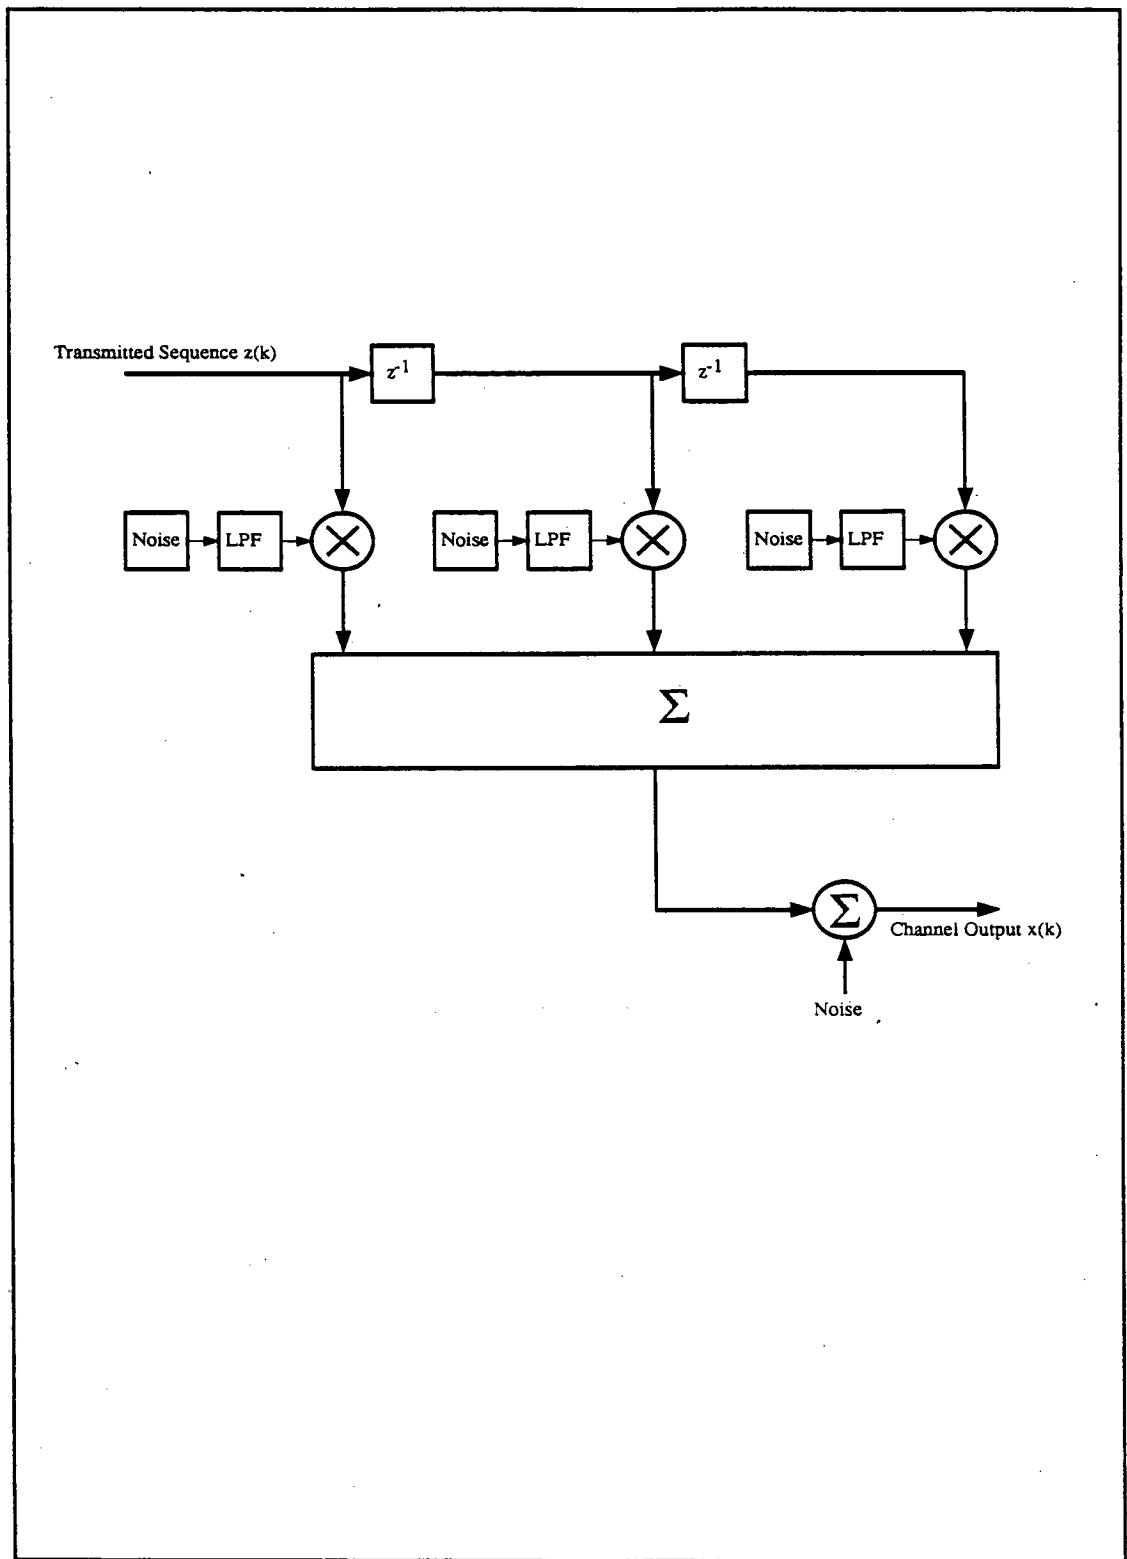 Transmitted Sequence z(k)
z-1
z-1
Noise
LPF
Noise
LPF
Noise
LPF
Σ
Σ
Channel Output x(k)
Noise